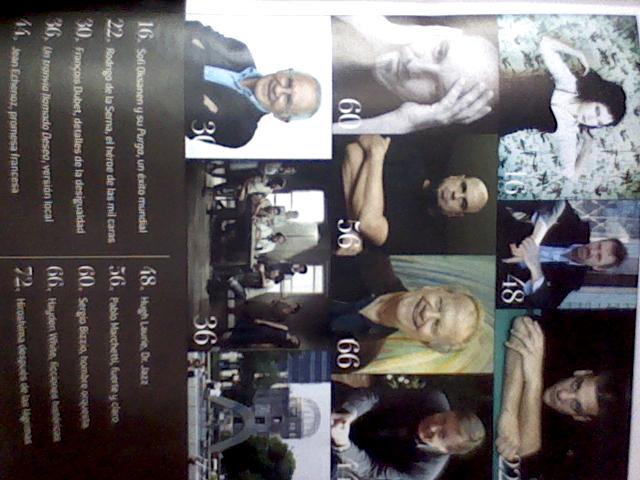 16
48
22
60
56
66
44
30
36
72
16. Sofi Oksanen y su Purga, un éxito mundial
22. Rodrigo de la Serna, el héroe de las mil caras
30. François Dubet, detalles de la desigualdad
36. Un tranvía llamado Deseo, versión local
44. Jean Echenoz, promesa francesa
48. Hugh Laurie, Dr. Jazz
56. Pablo Marchetti, fuerte y claro
60. Sergio Bizzio, hombre orquesta
66. Hayden White, ficciones históricas
72. Hiroshima después de las lágrimas